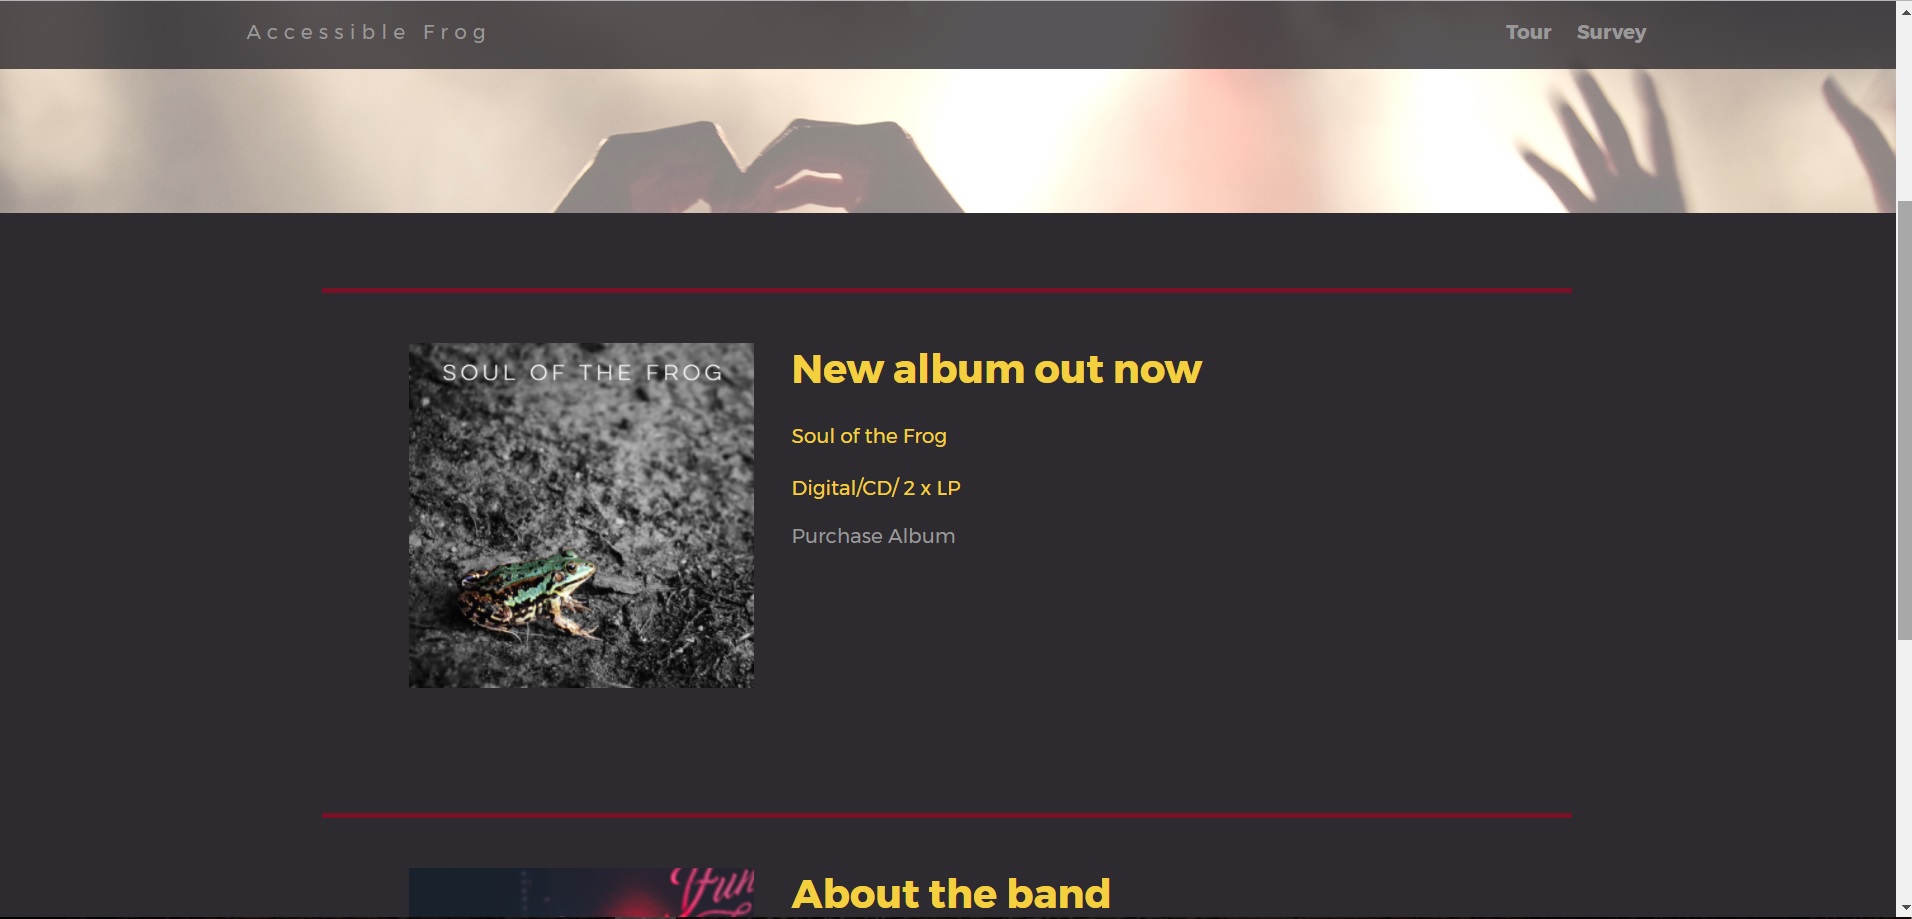 Accessible Frog
Tour Survey
SOUL OF THE FROG
New album out now
Soul of the Frog
Digital/CD/ 2 x LP
Purchase Album
Fun
About the band